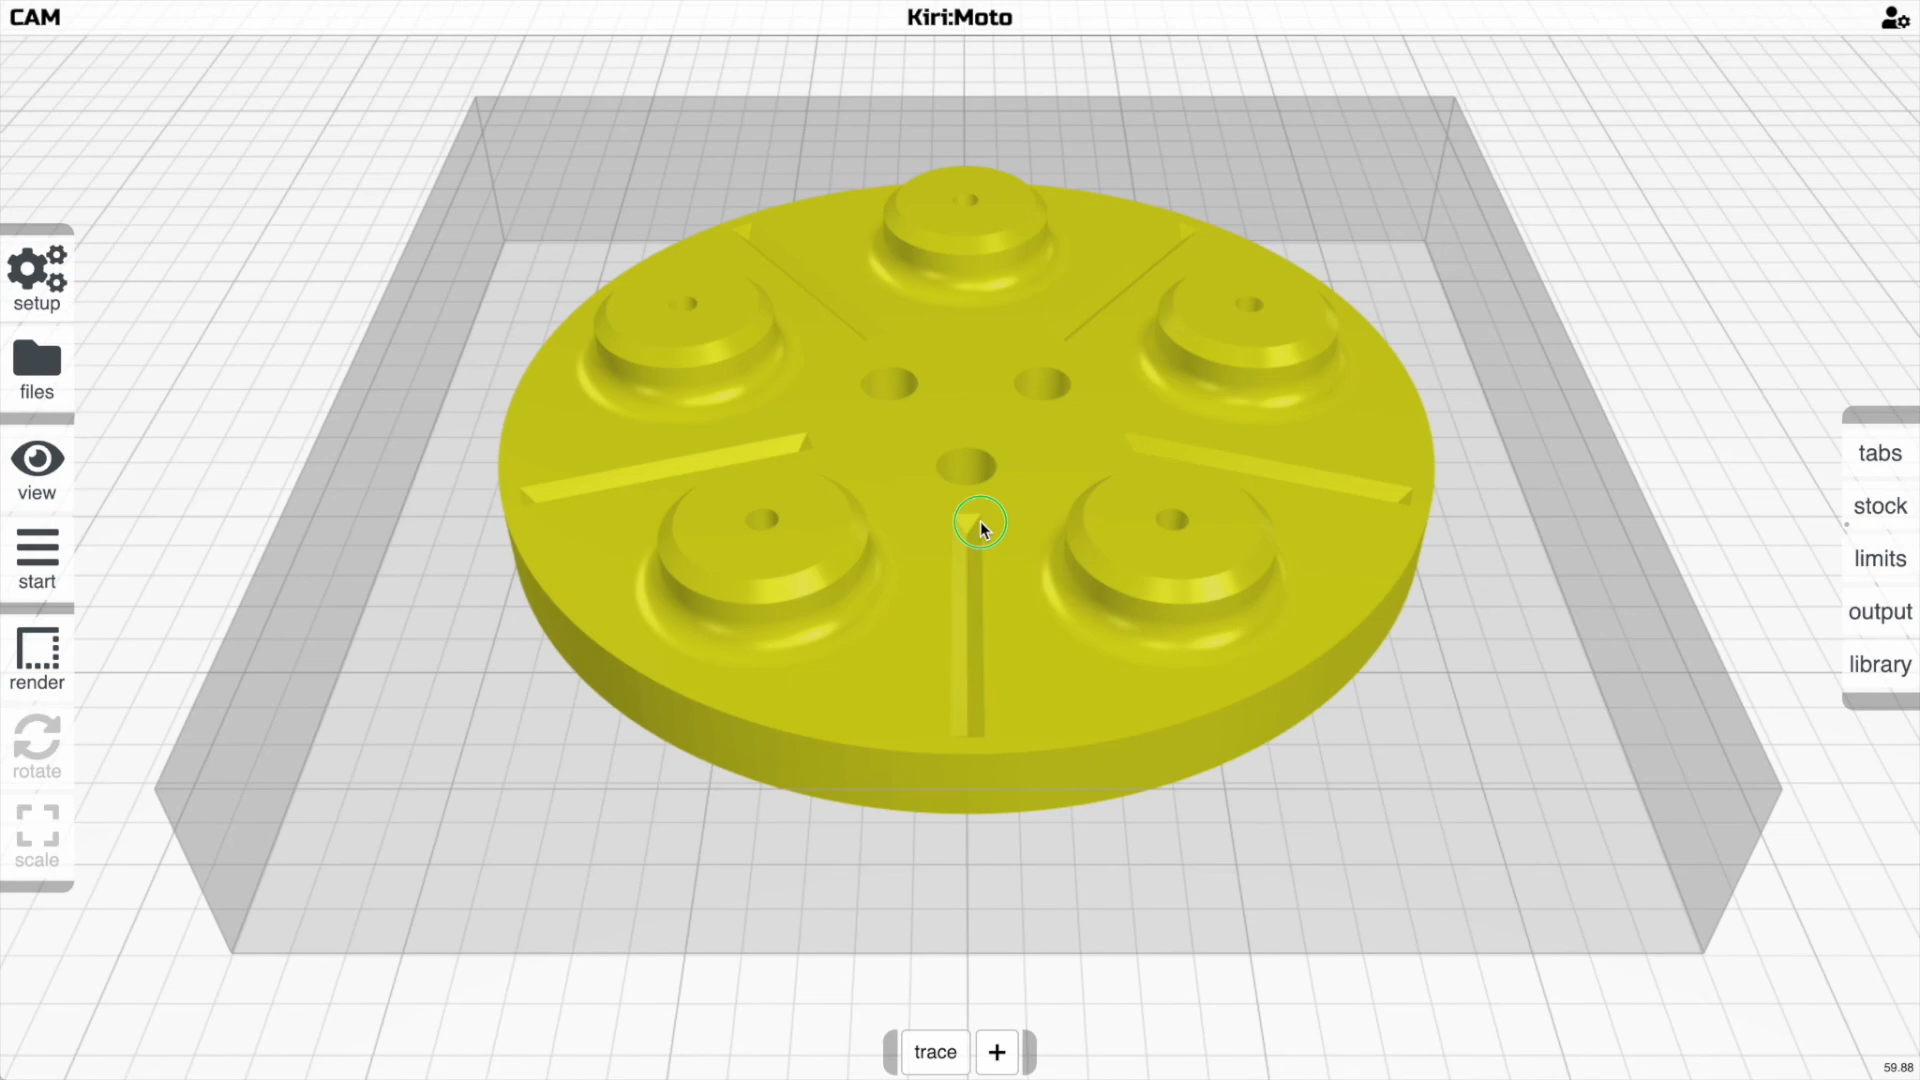 CAM
Kiri:Moto
setup
files
view
start
render
rotate
scale
tabs
stock
limits
output
library
trace
+
59.88